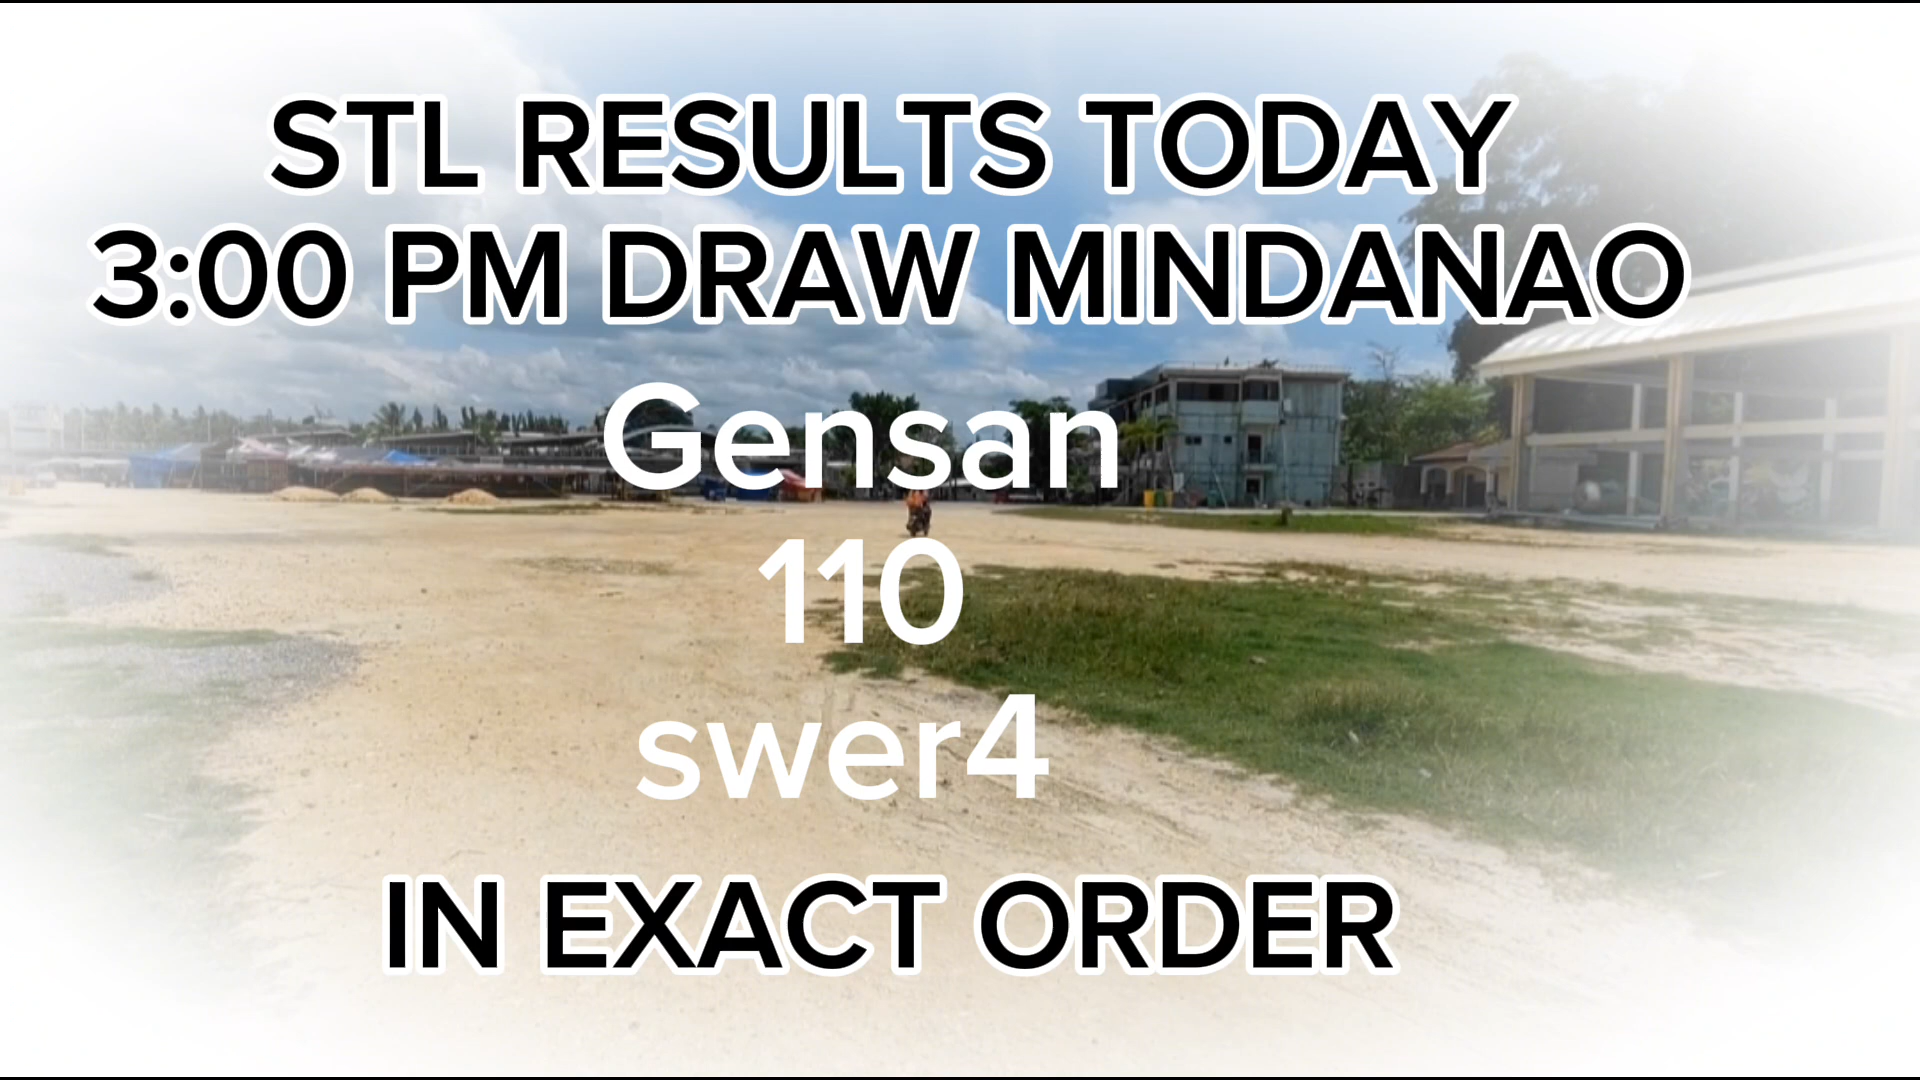 STL RESULTS TODAY
3:00 PM DRAW MINDANAO
Gensan
110
swer4
IN EXACT ORDER